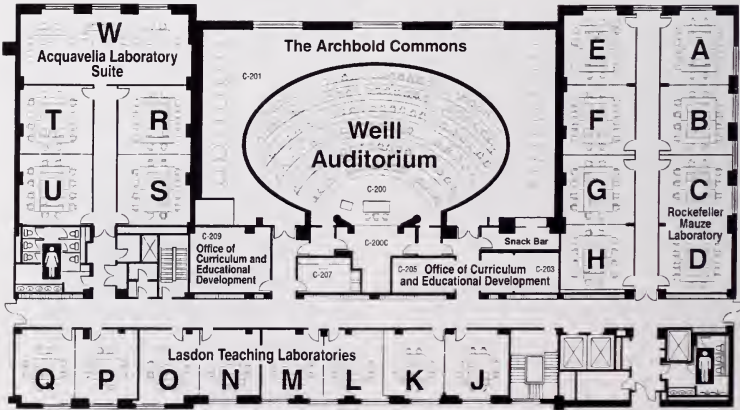 W
Acquavella Laboratory
Suite
The Archbold Commons
C-201
E
A
T
R
Weill
Auditorium
F
B
U
S
C-200
G
C
Rockefeller
Mauze
Laboratory
C-209
Office of
Curriculum and
Educational
Development
C-200C
Snack Bar
C-207
C-205
Office of Curriculum
and Educational Development
C-203
H
D
Lasdon Teaching Laboratories
Q
P
O
N
M
L
K
J